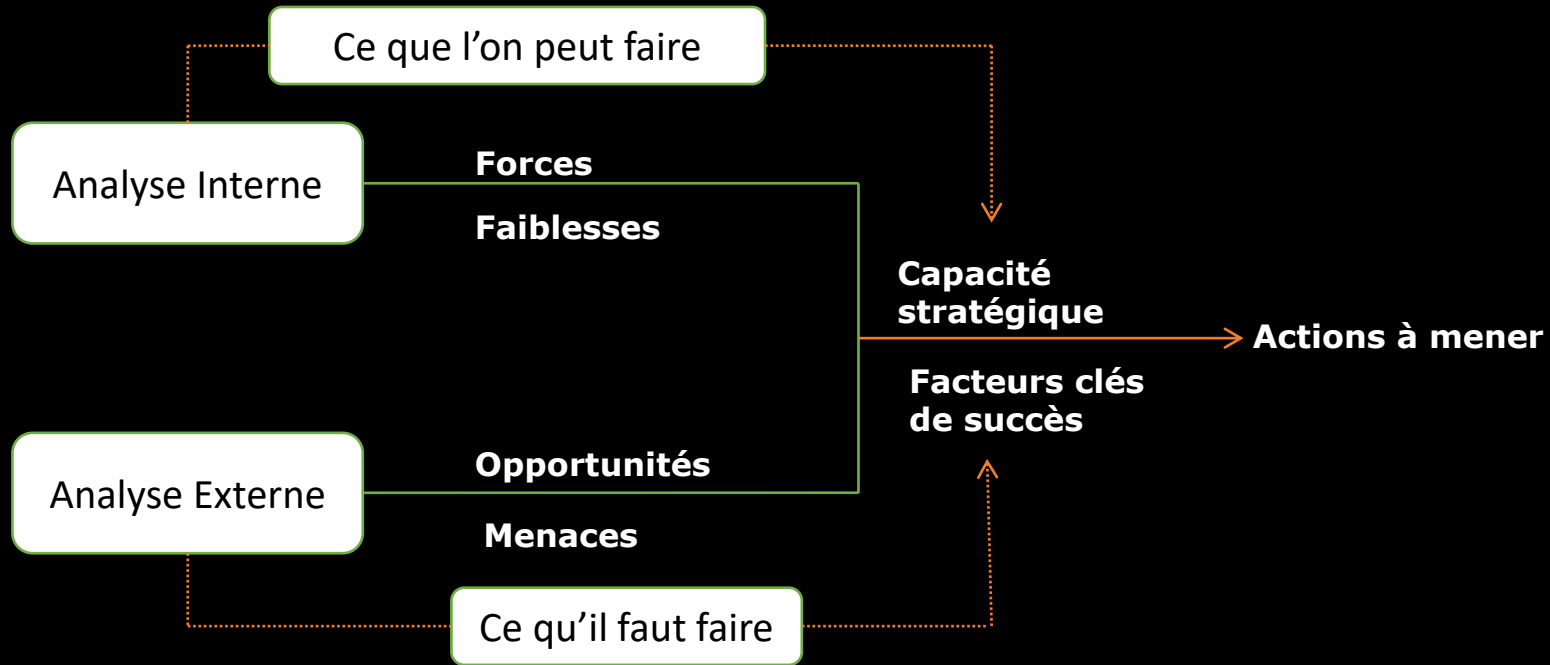 Ce que l’on peut faire
Analyse Interne
Forces
Faiblesses
Capacité
stratégique
Actions à mener
Facteurs clés
de succès
Analyse Externe
Opportunités
Menaces
Ce qu’il faut faire